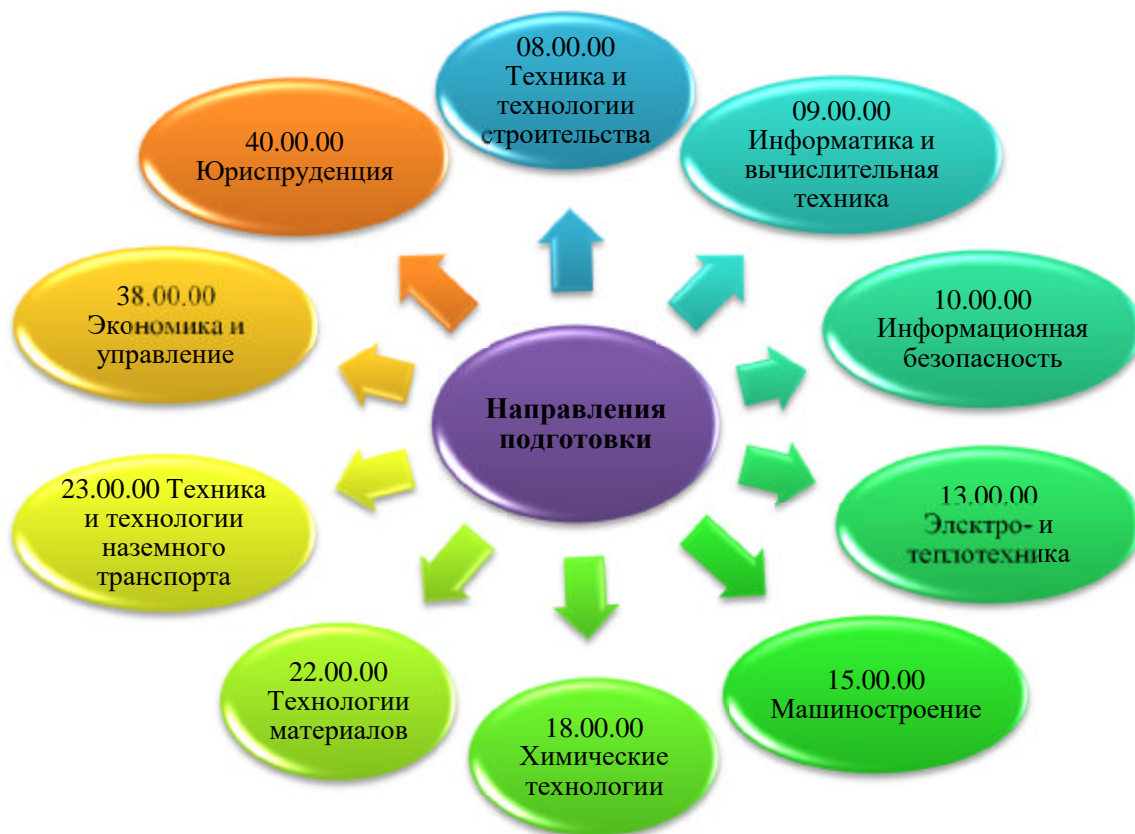 08.00.00
Техника и
технологии
строительства
09.00.00
Информатика и
вычислительная
техника
10.00.00
Информационная
безопасность
13.00.00
Электро- и
теплотехника
15.00.00
Машиностроение
18.00.00
Химические
технологии
22.00.00
Технологии
материалов
23.00.00 Техника
и технологии
наземного
транспорта
38.00.00
Экономика и
управление
40.00.00
Юриспруденция
Направления
подготовки